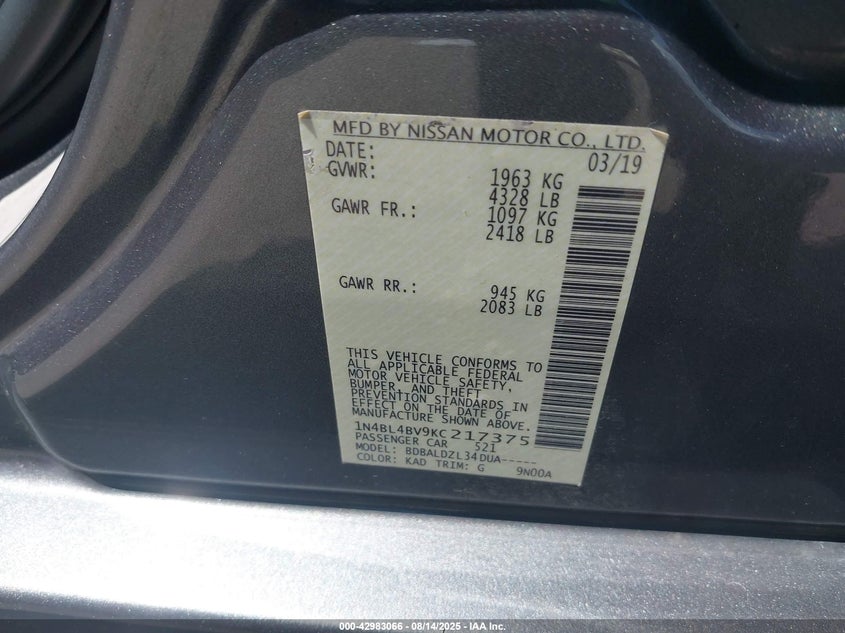 MFD BY NISSAN MOTOR CO., LTD.
DATE: 03/19
GVWR: 1963 KG
4328 LB
GAWR FR.: 1097 KG
2418 LB
GAWR RR.: 945 KG
2083 LB
THIS VEHICLE CONFORMS TO
ALL APPLICABLE FEDERAL
MOTOR VEHICLE SAFETY,
BUMPER, AND THEFT
PREVENTION STANDARDS IN
EFFECT ON THE DATE OF
MANUFACTURE SHOWN ABOVE.
1N4BL4BV9KC217375
PASSENGER CAR 521
MODEL: BDBALDZL34DUA-----
COLOR: KAD TRIM: G 9N00A
000-42983066 - 08/14/2025 - IAA Inc.